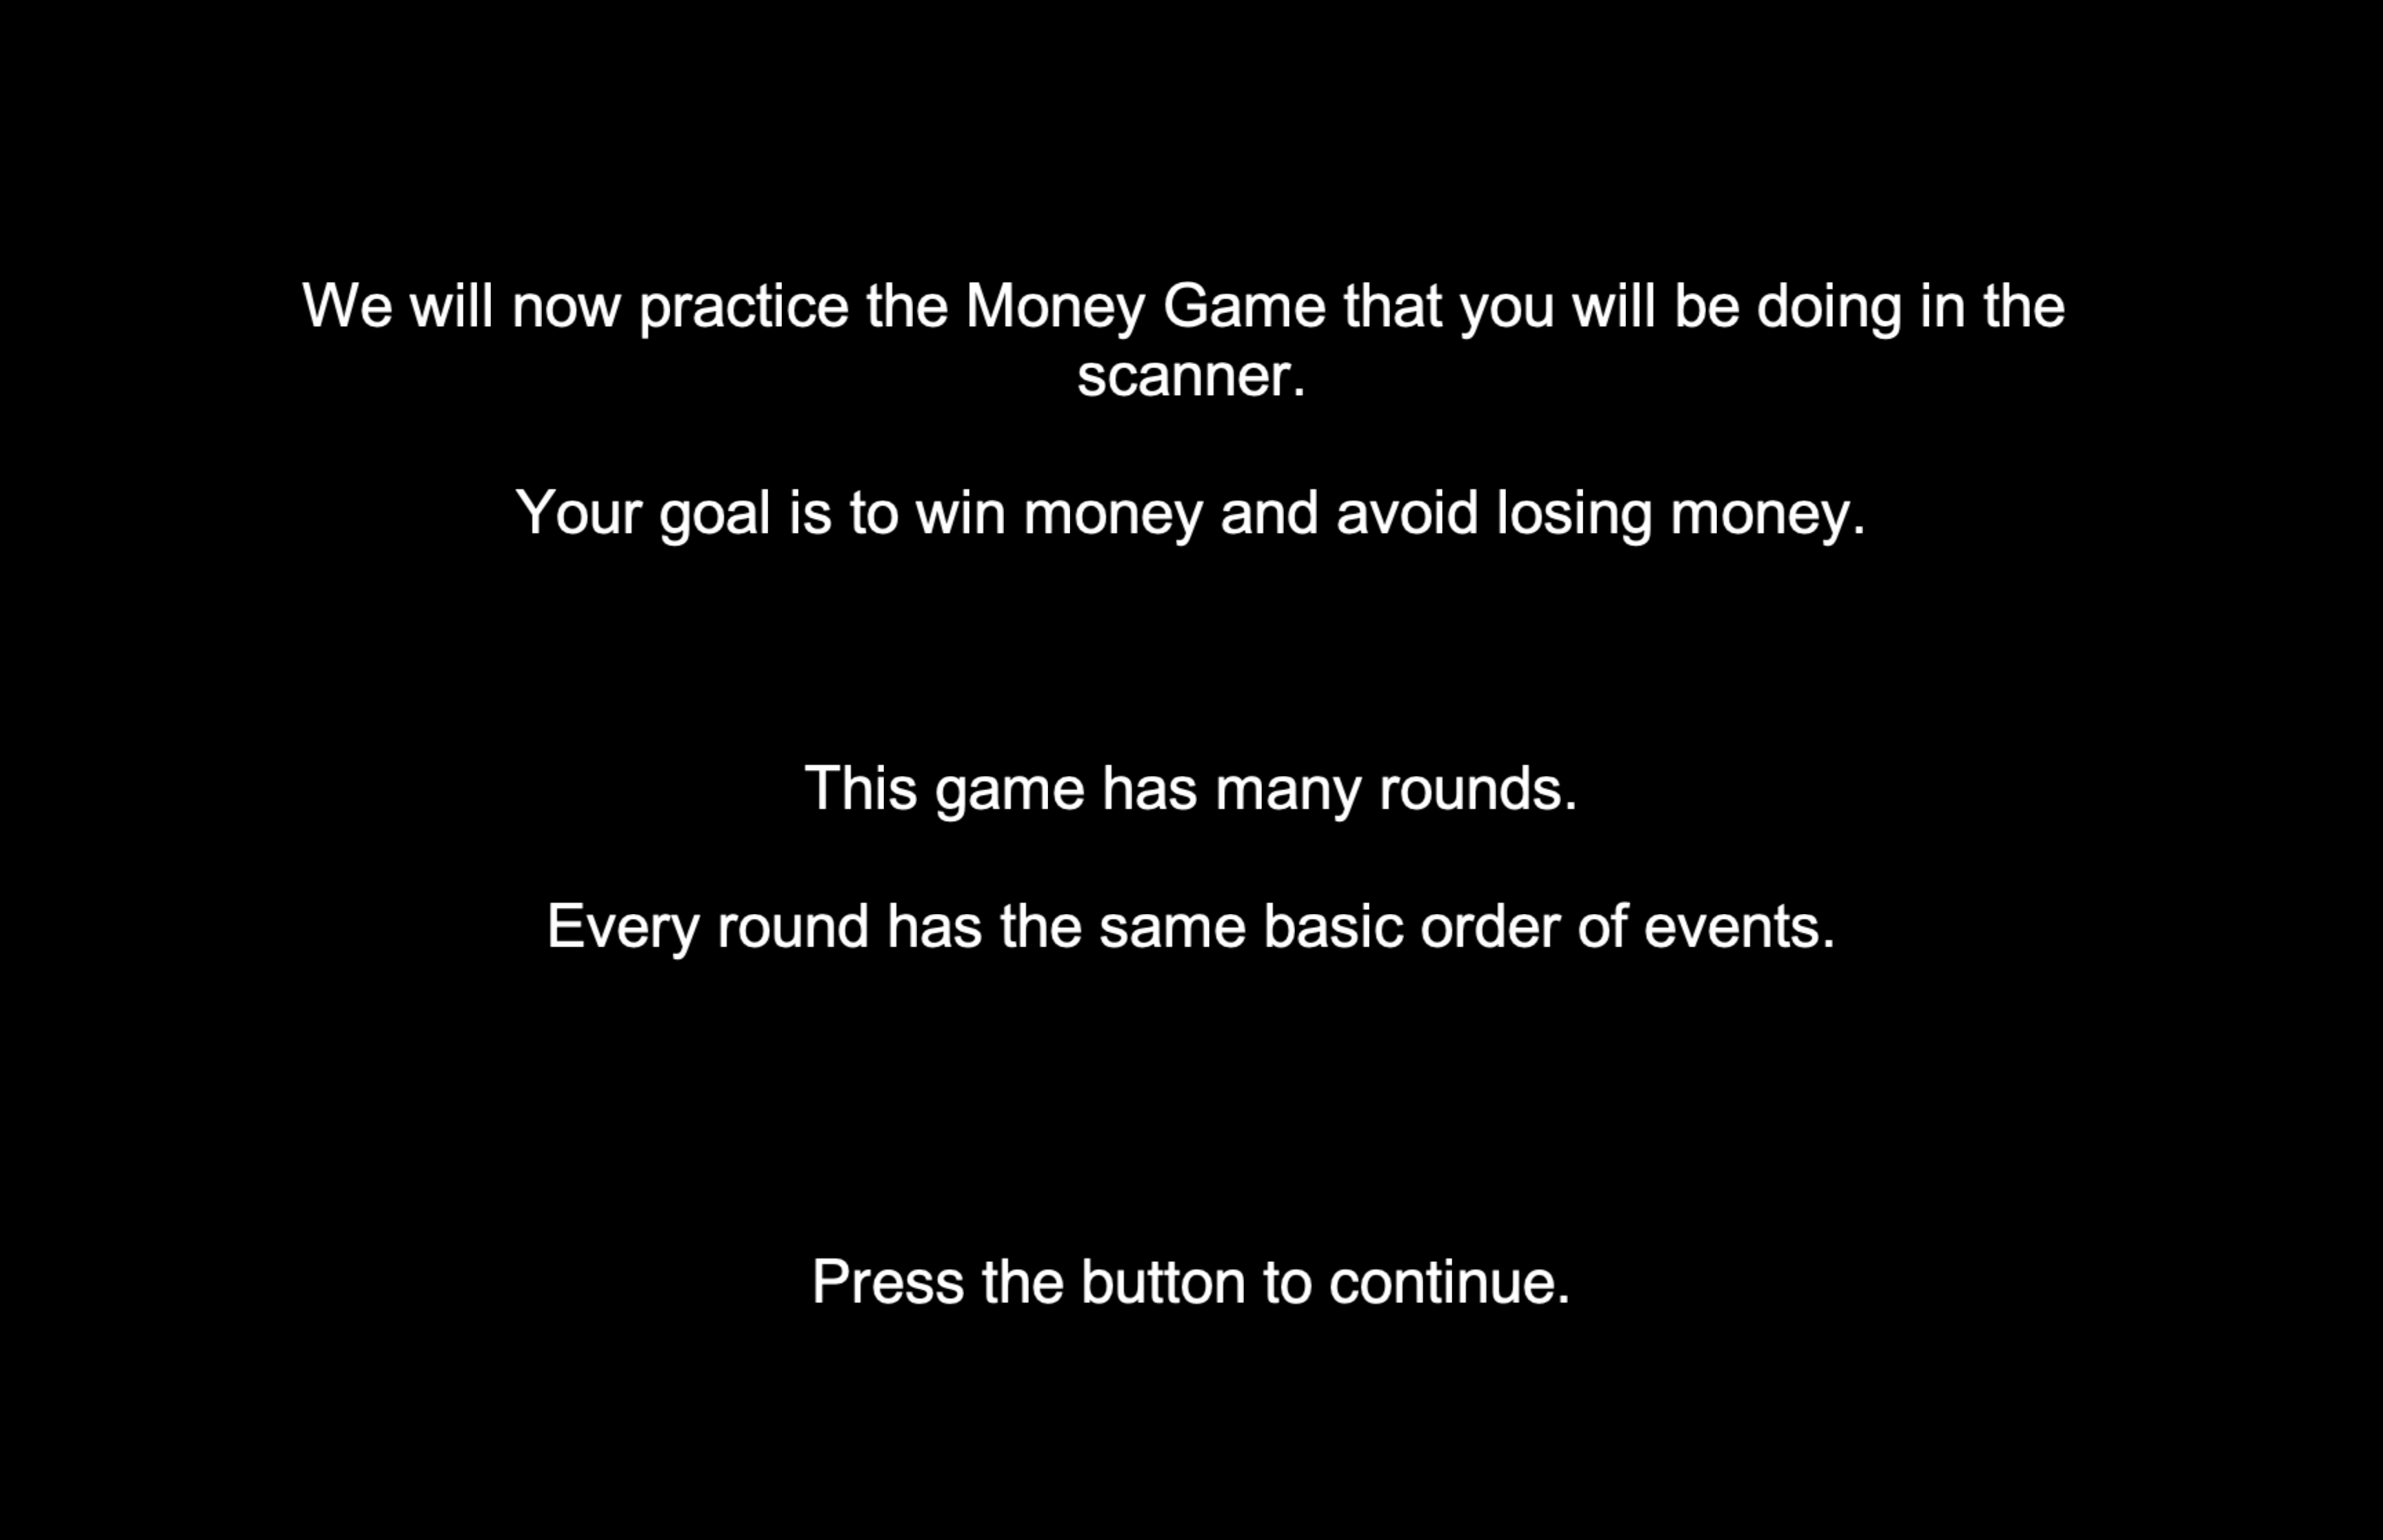 We will now practice the Money Game that you will be doing in the
scanner.
Your goal is to win money and avoid losing money.
This game has many rounds.
Every round has the same basic order of events.
Press the button to continue.